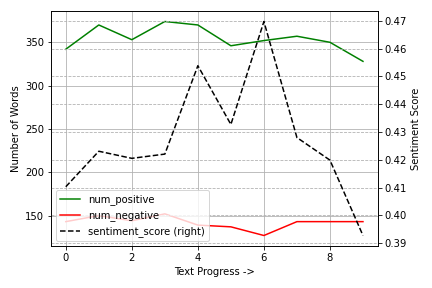 350
300
250
200
150
Number of Words
0.47
0.46
0.45
0.44
0.43
0.42
0.41
0.40
0.39
Sentiment Score
num_positive
num_negative
sentiment_score (right)
0 2 4 6 8
Text Progress ->